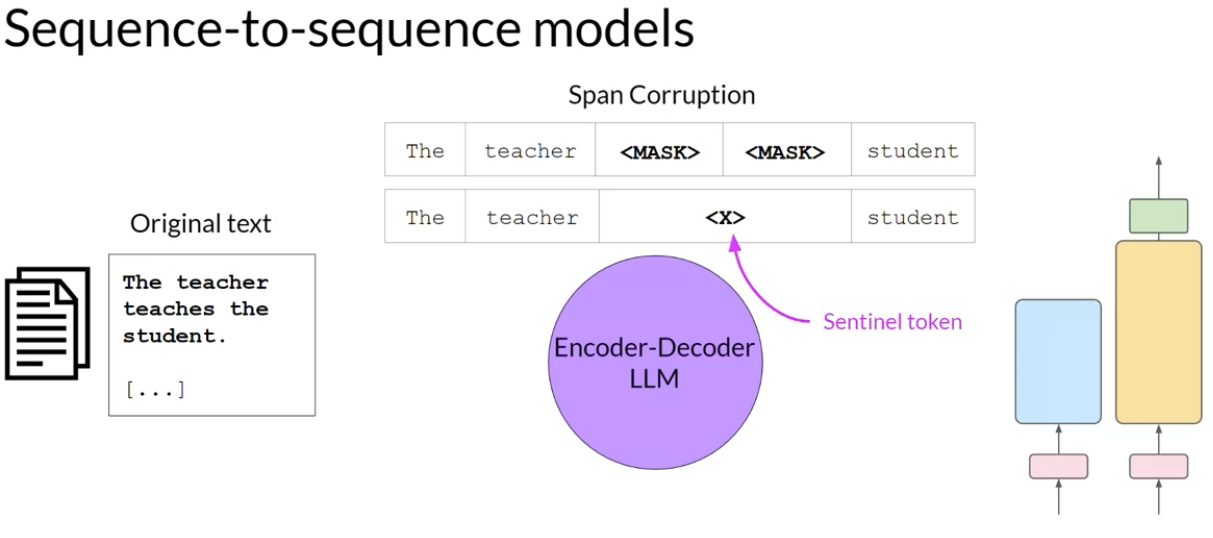 Sequence-to-sequence models
Span Corruption
The teacher <MASK> <MASK> student
The teacher <X> student
Original text
The teacher
teaches the
student.
[...]
Sentinel token
Encoder-Decoder
LLM